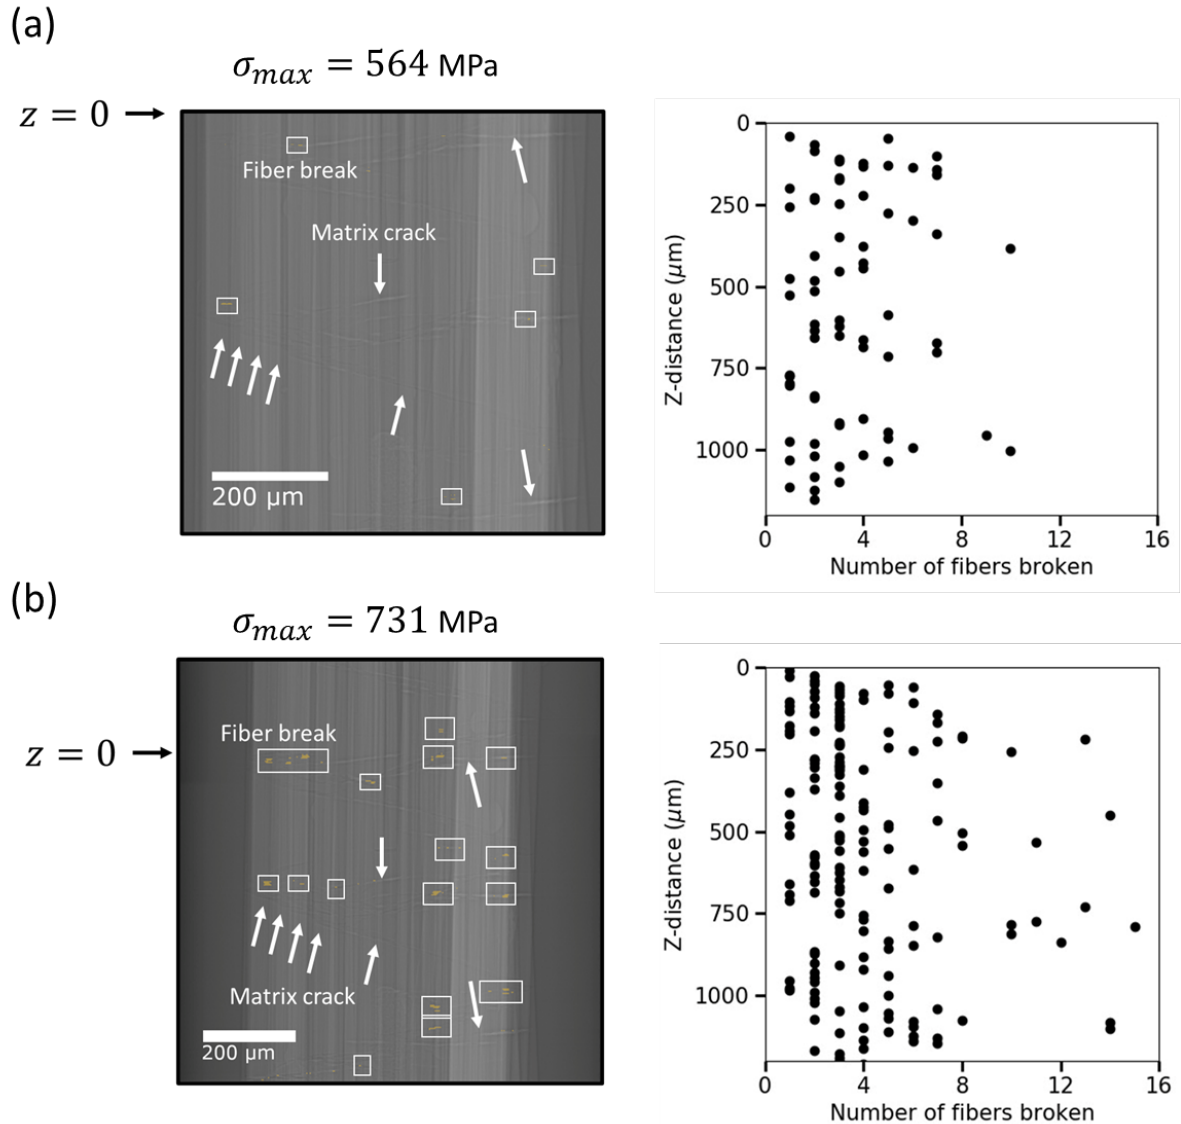 (a)
σ_max = 564 MPa
z = 0
Fiber break
Matrix crack
200 μm
0
250
500
750
1000
Z-distance (μm)
0 4 8 12 16
Number of fibers broken
(b)
σ_max = 731 MPa
z = 0
Fiber break
Matrix crack
200 μm
0
250
500
750
1000
Z-distance (μm)
0 4 8 12 16
Number of fibers broken